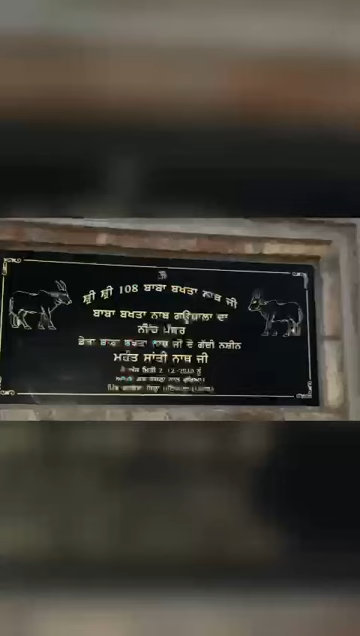 ਸ਼੍ਰੀ ਸ਼੍ਰੀ 108 ਬਾਬਾ ਬਖਤਾ ਨਾਥ ਜੀ
ਬਾਬਾ ਬਖਤਾ ਨਾਥ ਗਊਸ਼ਾਲਾ ਦਾ
ਨੀਂਹ ਪੱਥਰ
ਡੇਰਾ ਬਾਬਾ ਬਖਤਾ ਨਾਥ ਜੀ ਦੇ ਗੱਦੀ ਨਸ਼ੀਨ
ਮਹੰਤ ਸ਼ਾਂਤੀ ਨਾਥ ਜੀ
ਨੇ ਅੱਜ ਮਿਤੀ